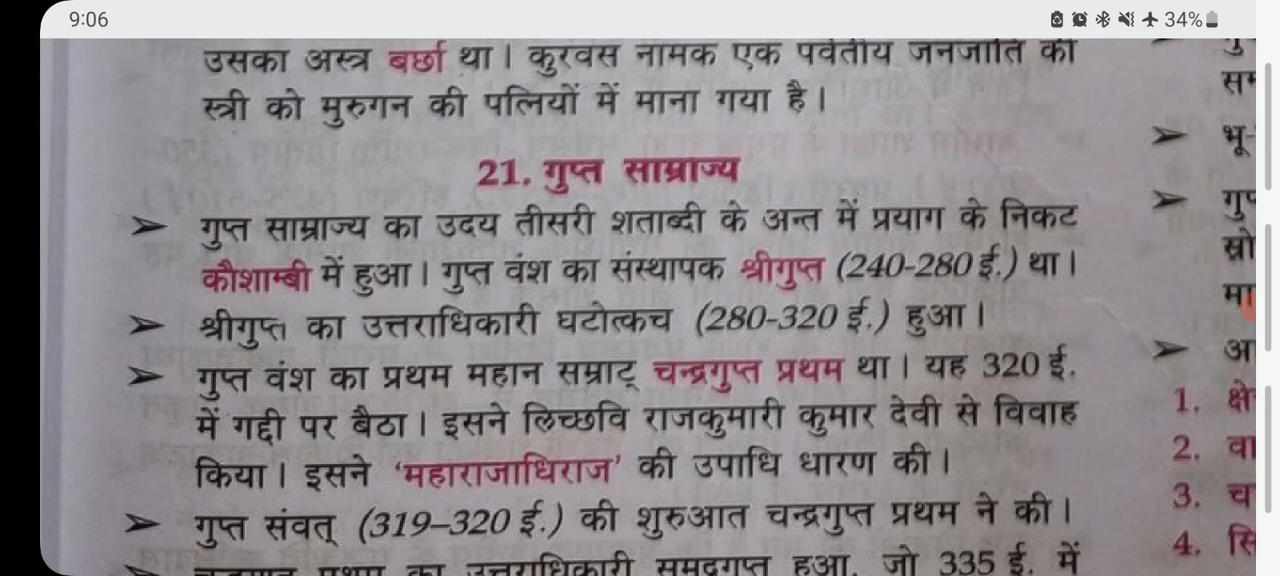 9:06
34%
उसका अस्त्र बर्छा था। कुरवस नामक एक पर्वतीय जनजाति की
स्त्री को मुरुगन की पत्नियों में माना गया है।
21. गुप्त साम्राज्य
➤ गुप्त साम्राज्य का उदय तीसरी शताब्दी के अन्त में प्रयाग के निकट
कौशाम्बी में हुआ। गुप्त वंश का संस्थापक श्रीगुप्त (240-280 ई.) था।
➤ श्रीगुप्त का उत्तराधिकारी घटोत्कच (280-320 ई.) हुआ।
➤ गुप्त वंश का प्रथम महान सम्राट् चन्द्रगुप्त प्रथम था। यह 320 ई.
में गद्दी पर बैठा। इसने लिच्छवि राजकुमारी कुमार देवी से विवाह
किया। इसने ‘महाराजाधिराज’ की उपाधि धारण की।
➤ गुप्त संवत् (319–320 ई.) की शुरुआत चन्द्रगुप्त प्रथम ने की।
➤ चन्द्रगुप्त प्रथम का उत्तराधिकारी समुद्रगुप्त हुआ, जो 335 ई. में
➤ भू-
➤
1.
2.
3.
4.